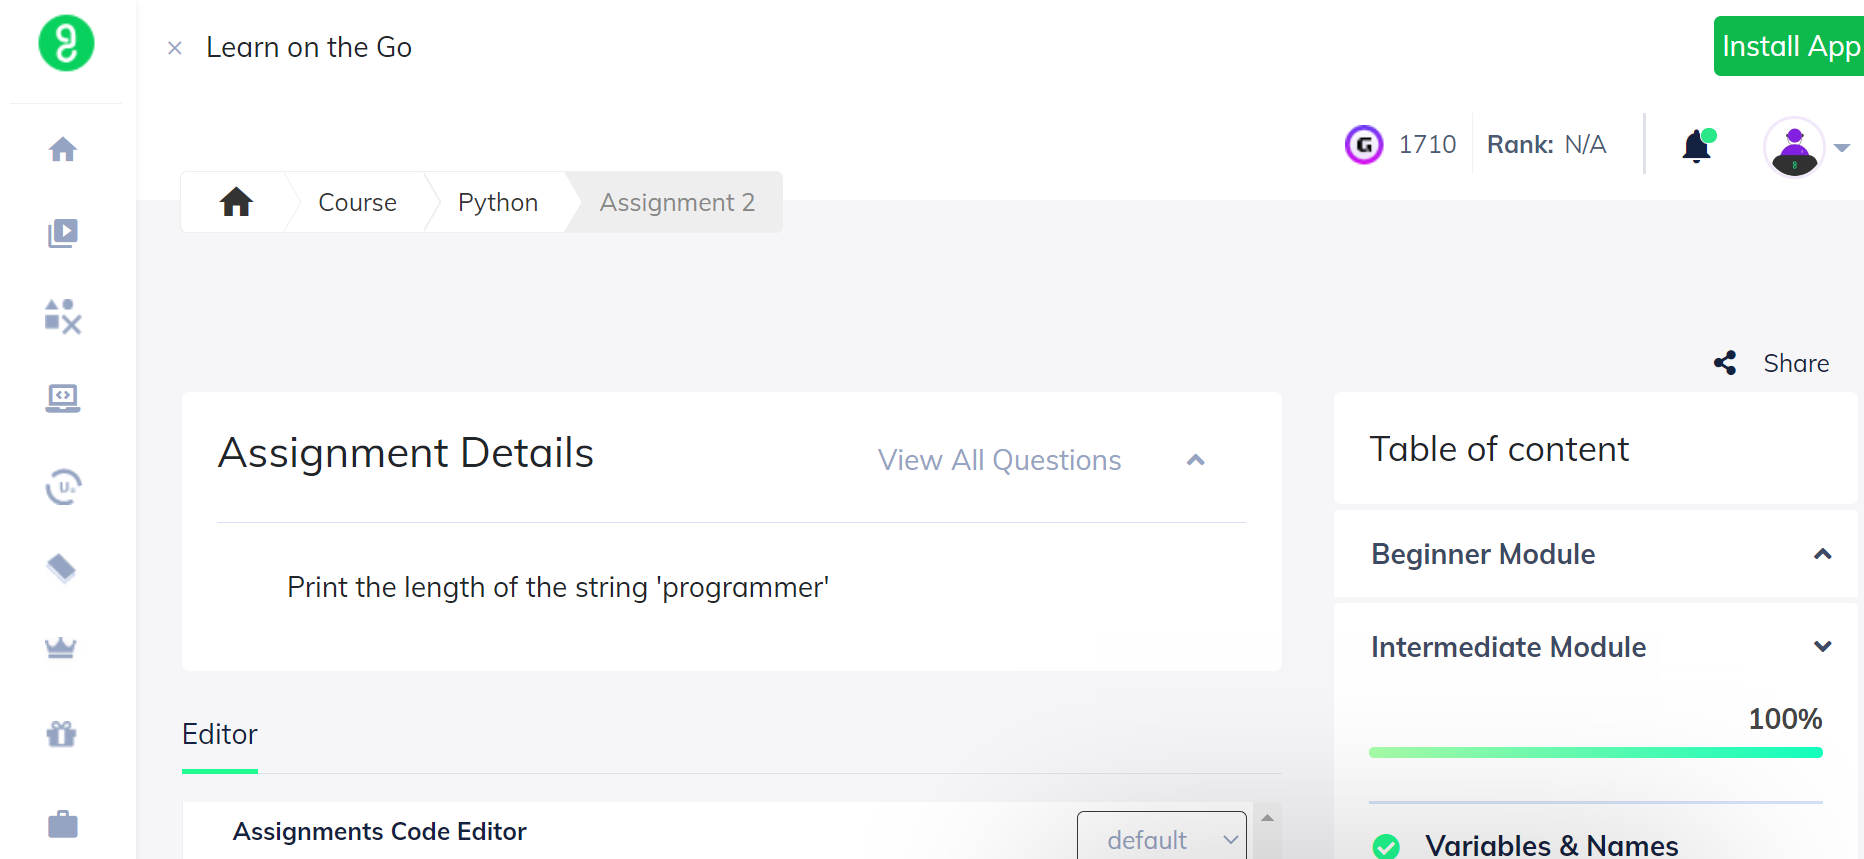 Learn on the Go
Install App
G
1710
Rank: N/A
Course
Python
Assignment 2
Share
Assignment Details
View All Questions
Print the length of the string 'programmer'
Table of content
Beginner Module
Intermediate Module
100%
Variables & Names
Editor
Assignments Code Editor
default